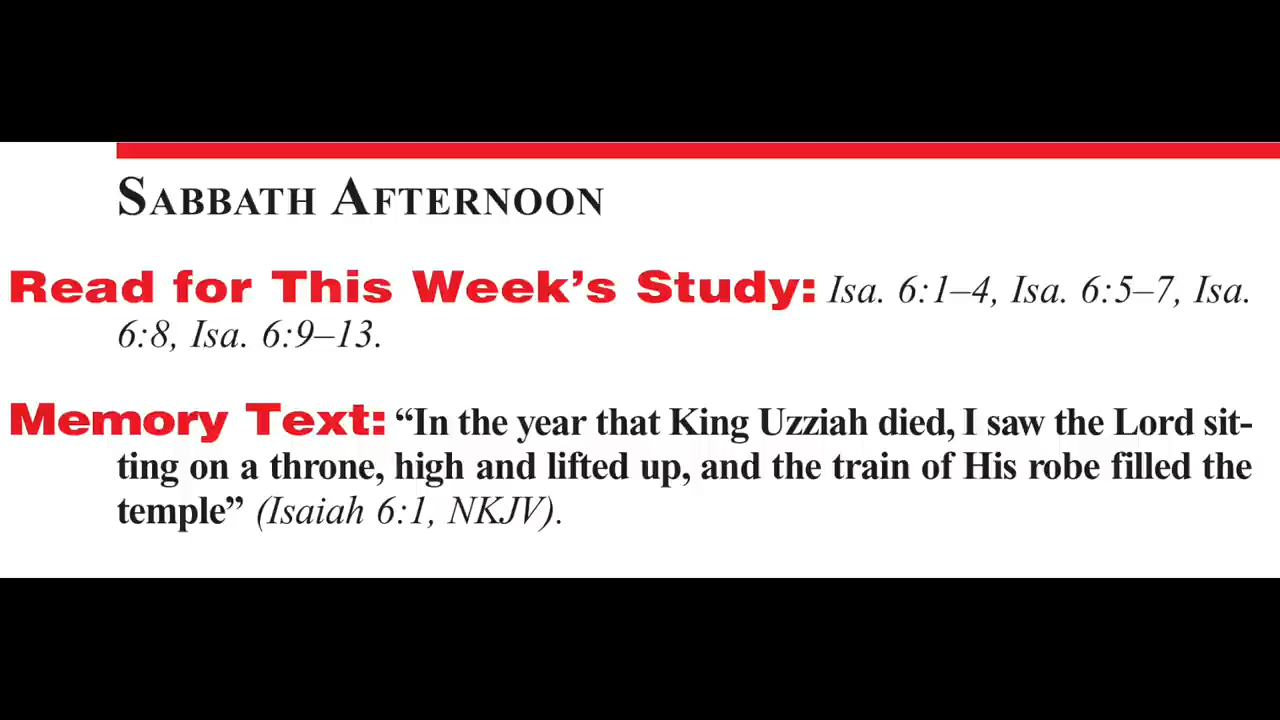 SABBATH AFTERNOON
Read for This Week’s Study: Isa. 6:1–4, Isa. 6:5–7, Isa.
6:8, Isa. 6:9–13.
Memory Text: “In the year that King Uzziah died, I saw the Lord sit-
ting on a throne, high and lifted up, and the train of His robe filled the
temple” (Isaiah 6:1, NKJV).